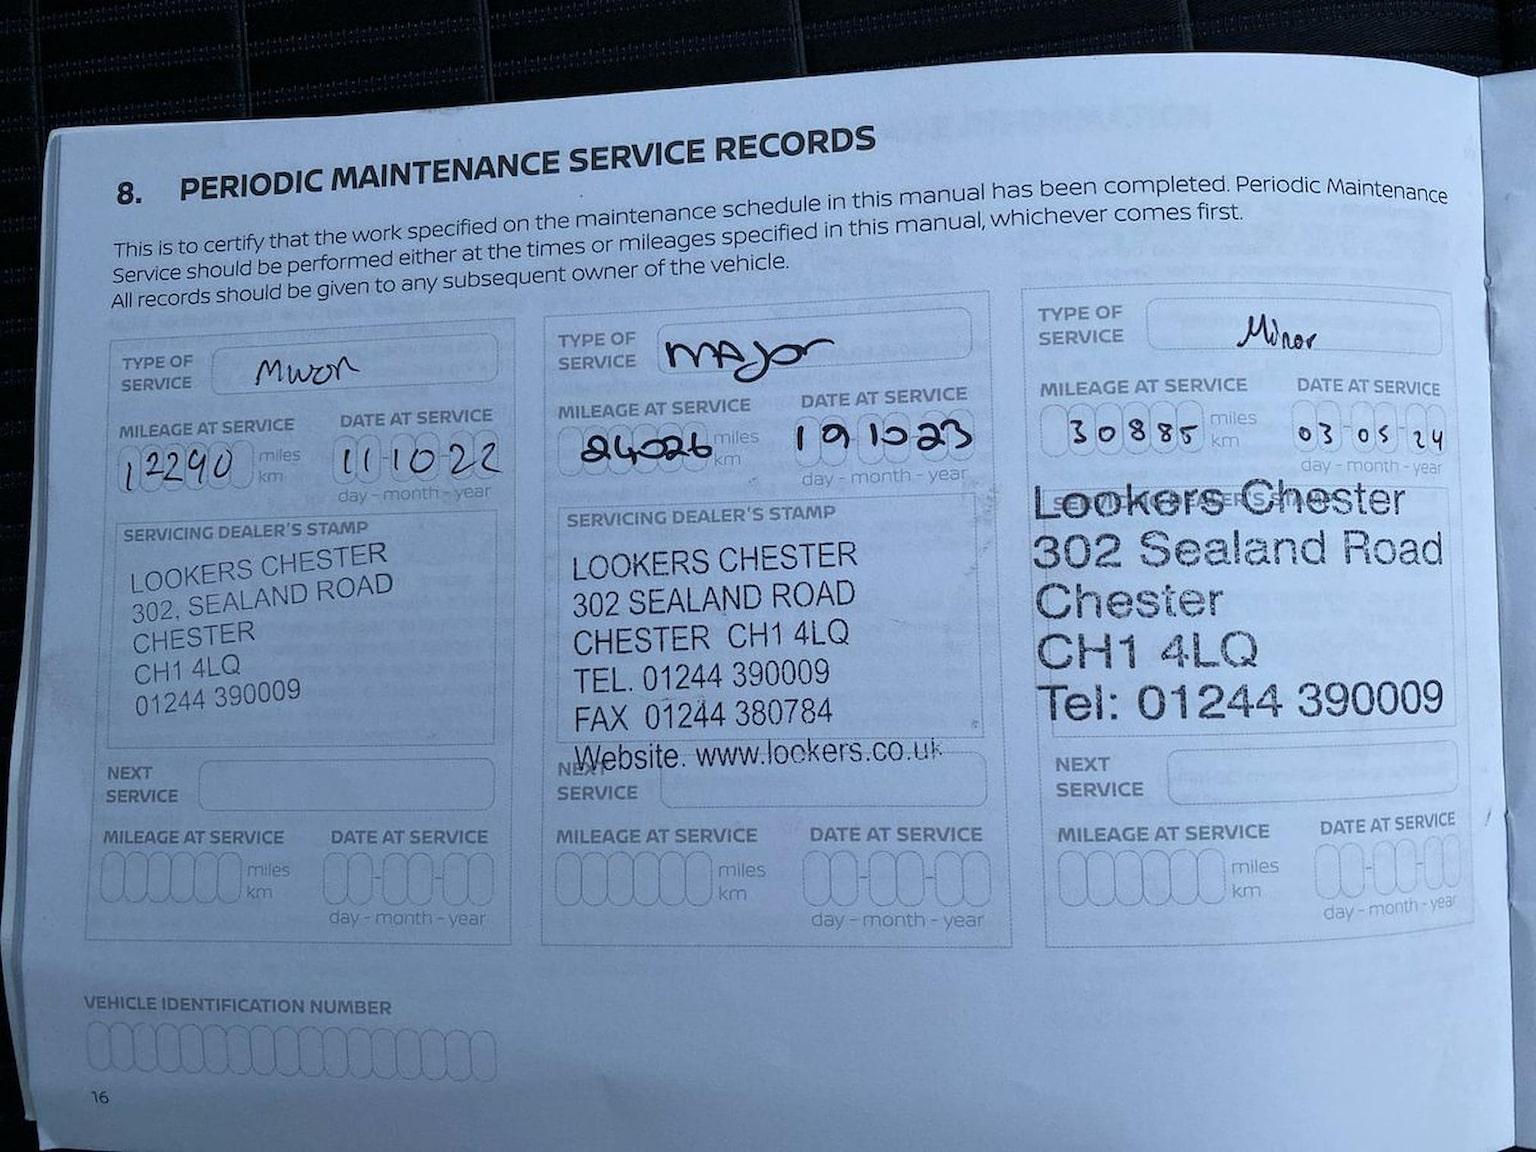 8. PERIODIC MAINTENANCE SERVICE RECORDS
This is to certify that the work specified on the maintenance schedule in this manual has been completed. Periodic Maintenance
Service should be performed either at the times or mileages specified in this manual, whichever comes first.
All records should be given to any subsequent owner of the vehicle.
TYPE OF
SERVICE
MILEAGE AT SERVICE DATE AT SERVICE
12290 miles 11-10-22
km
day - month - year
SERVICING DEALER'S STAMP
LOOKERS CHESTER
302, SEALAND ROAD
CHESTER
CH1 4LQ
01244 390009
NEXT
SERVICE
MILEAGE AT SERVICE DATE AT SERVICE
miles
km
day - month - year
TYPE OF
SERVICE Major
MILEAGE AT SERVICE DATE AT SERVICE
24026 miles 19 10 23
km
day - month - year
SERVICING DEALER'S STAMP
LOOKERS CHESTER
302 SEALAND ROAD
CHESTER CH1 4LQ
TEL. 01244 390009
FAX 01244 380784
Website. www.lookers.co.uk
NEXT
SERVICE
MILEAGE AT SERVICE DATE AT SERVICE
miles
km
day - month - year
TYPE OF
SERVICE Minor
MILEAGE AT SERVICE DATE AT SERVICE
30885 miles 03-05-24
km
day - month - year
SERVICING DEALER'S STAMP
Lookers Chester
302 Sealand Road
Chester
CH1 4LQ
Tel: 01244 390009
NEXT
SERVICE
MILEAGE AT SERVICE DATE AT SERVICE
miles
km
day - month - year
VEHICLE IDENTIFICATION NUMBER
16